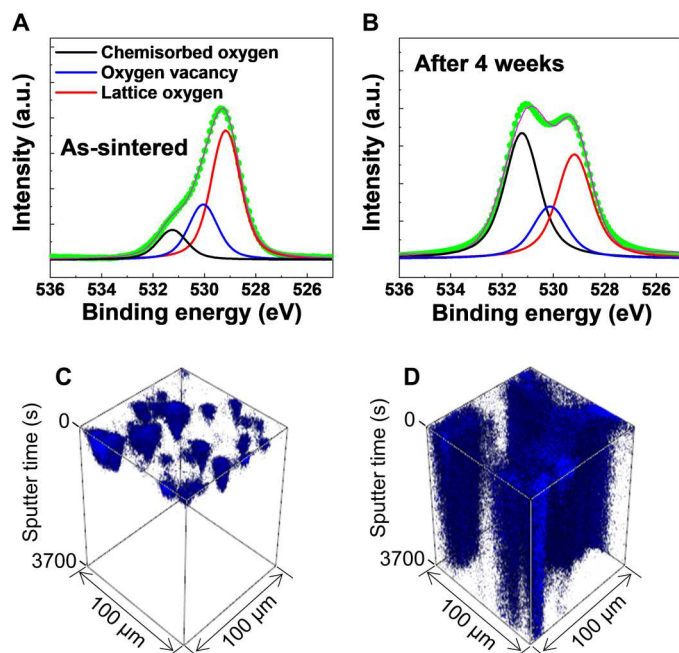 A
Chemisorbed oxygen
Oxygen vacancy
Lattice oxygen
As-sintered
Intensity (a.u.)
536 534 532 530 528 526
Binding energy (eV)
B
After 4 weeks
Intensity (a.u.)
536 534 532 530 528 526
Binding energy (eV)
C
0
Sputter time (s)
3700
100 μm
100 μm
D
0
Sputter time (s)
3700
100 μm
100 μm